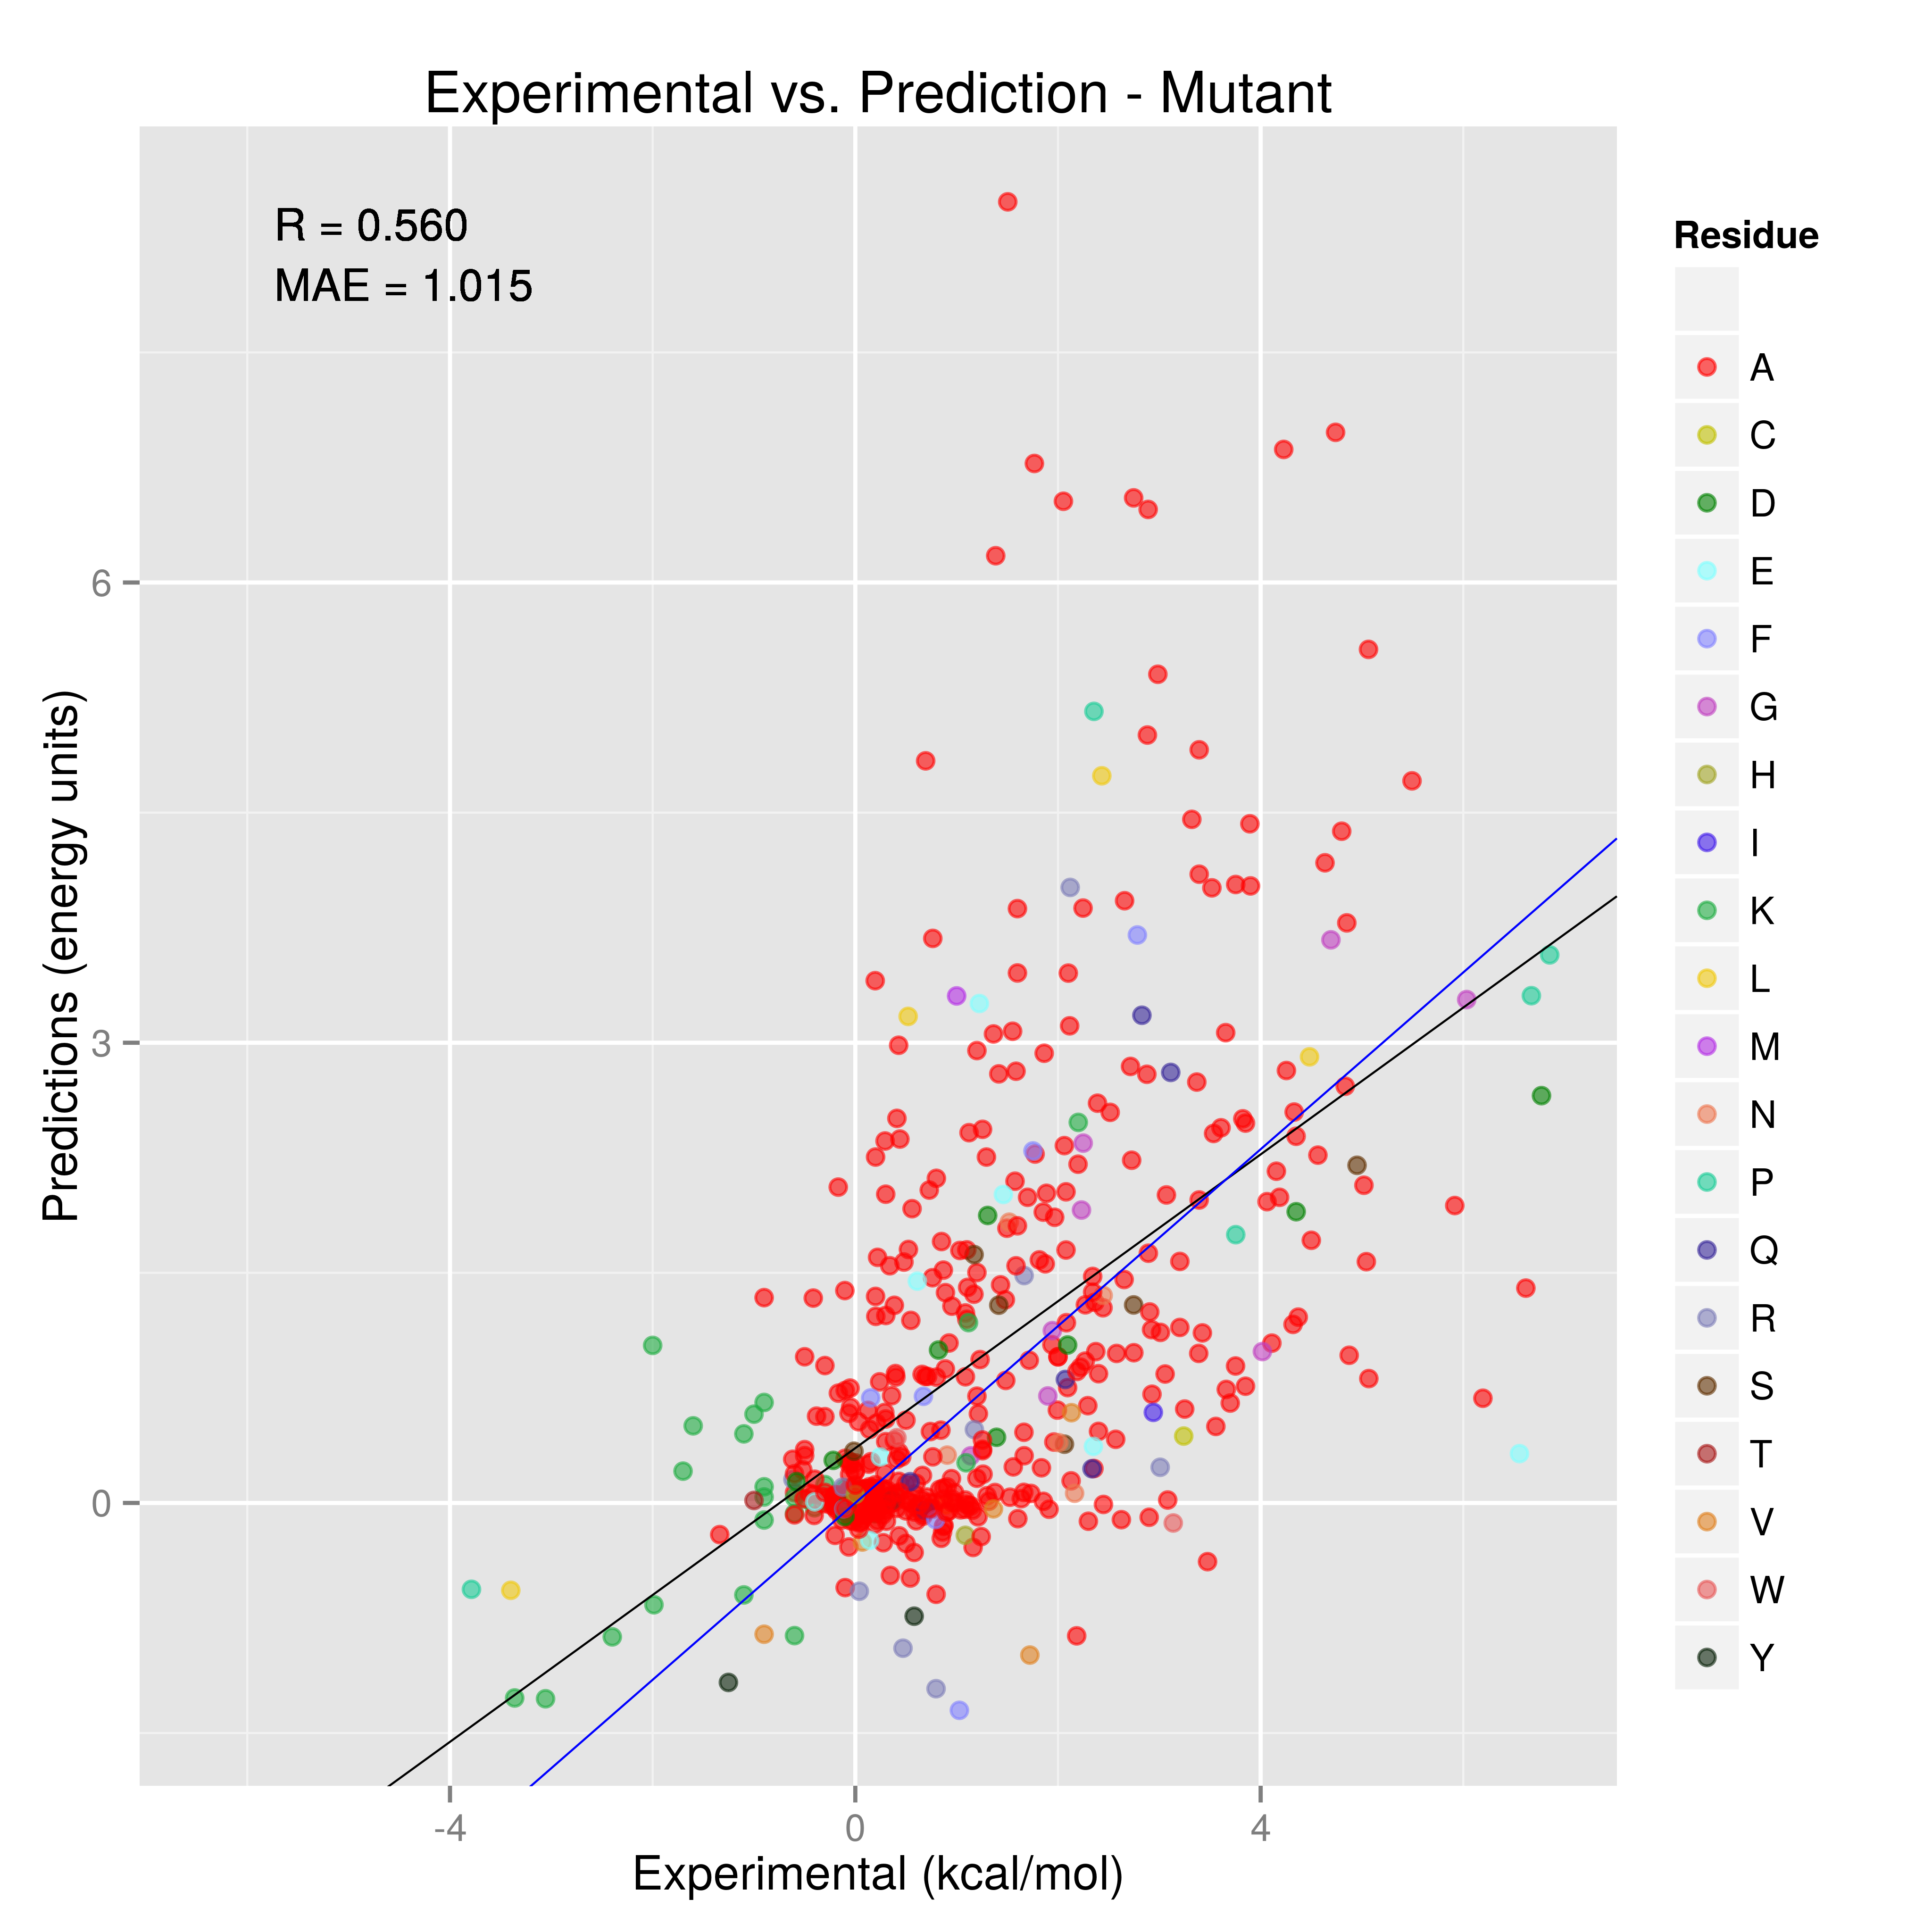 Experimental vs. Prediction - Mutant
R = 0.560
MAE = 1.015
Predictions (energy units)
6
3
0
-4
0
4
Experimental (kcal/mol)
Residue
A
C
D
E
F
G
H
I
K
L
M
N
P
Q
R
S
T
V
W
Y